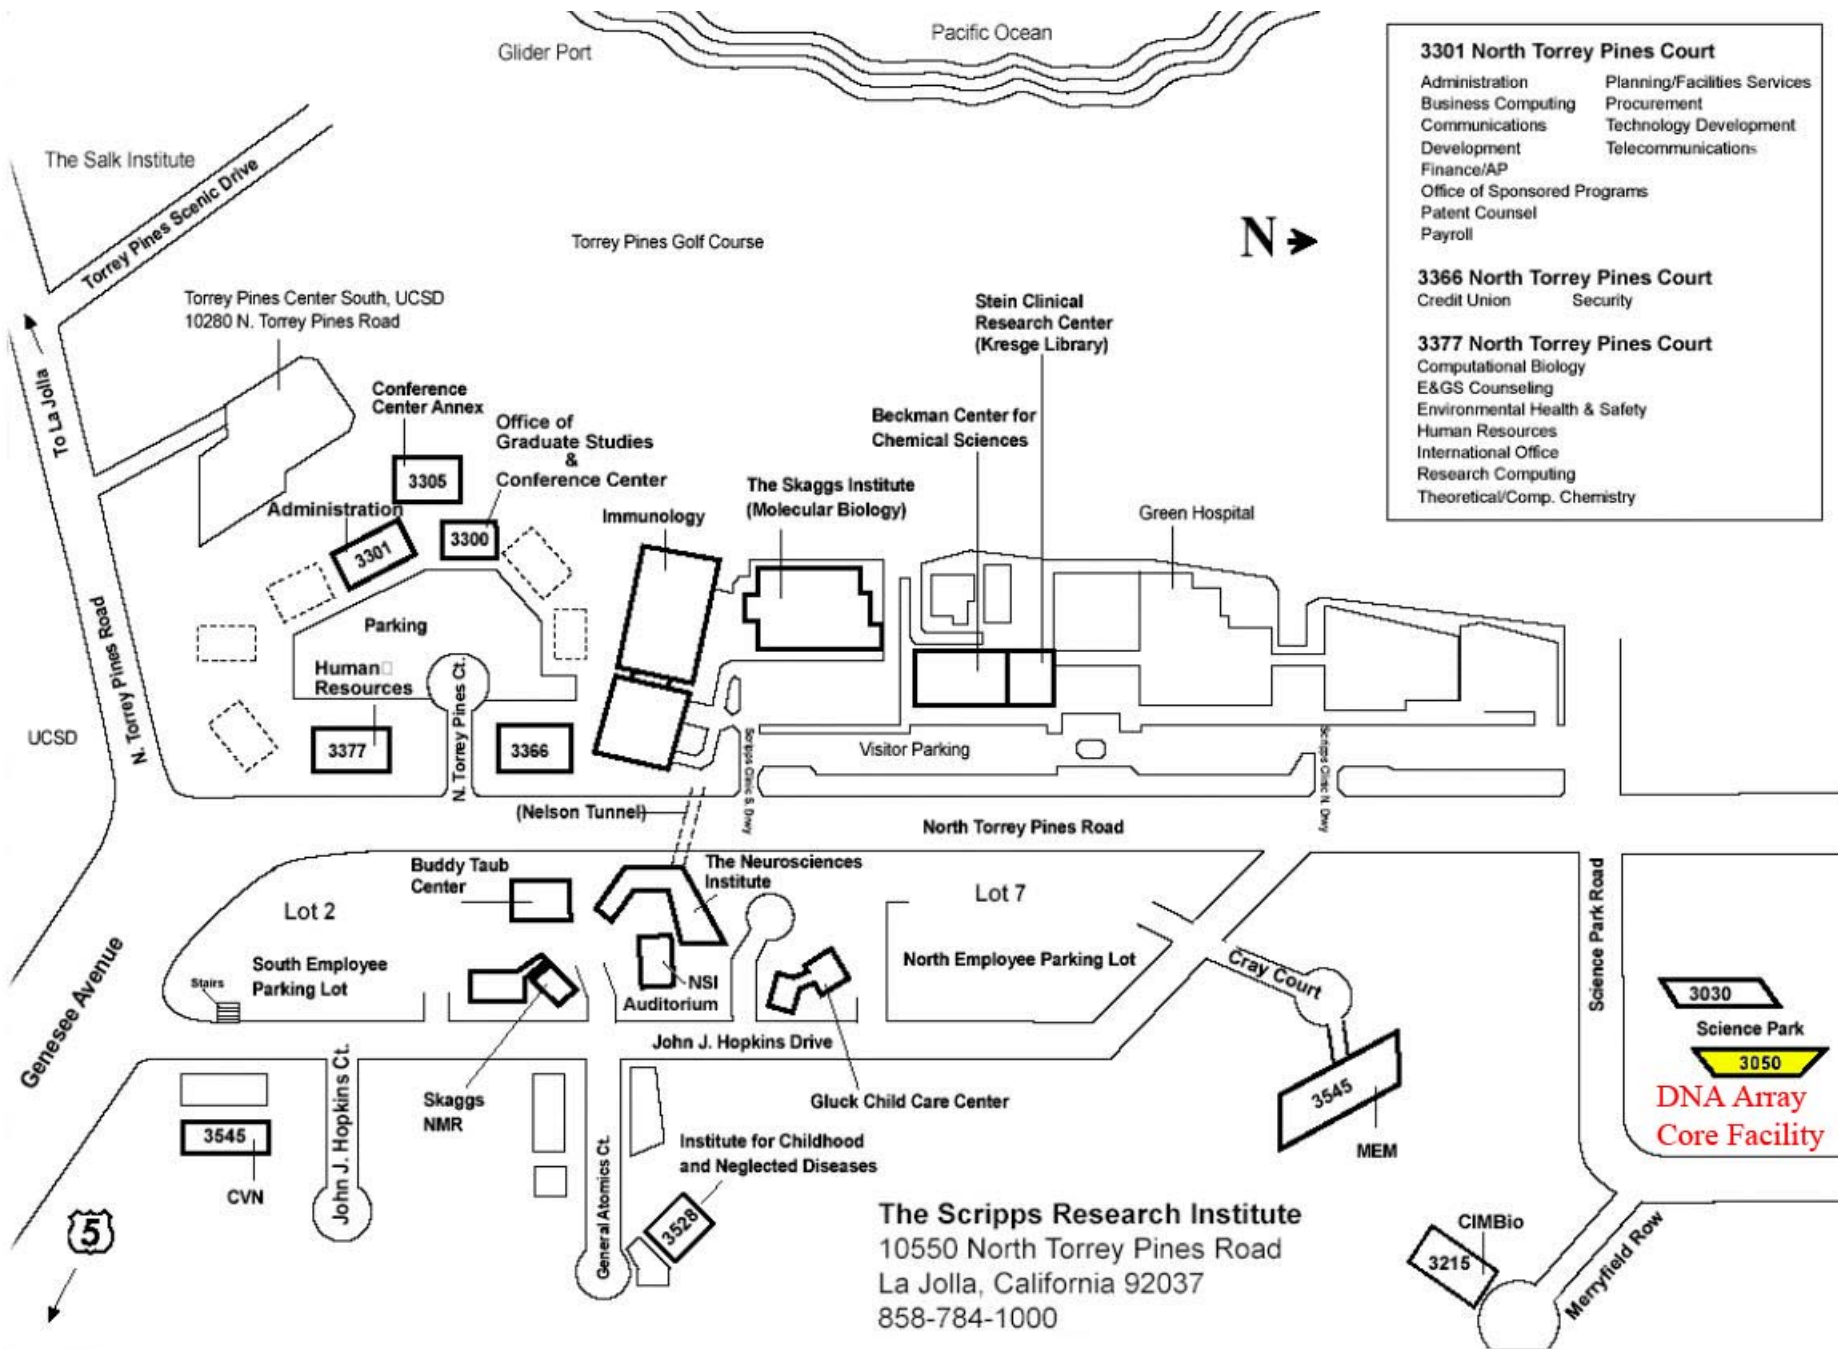 Pacific Ocean
Glider Port
The Salk Institute
Torrey Pines Scenic Drive
Torrey Pines Golf Course
N
3301 North Torrey Pines Court
Administration Planning/Facilities Services
Business Computing Procurement
Communications Technology Development
Development Telecommunications
Finance/AP
Office of Sponsored Programs
Patent Counsel
Payroll
3366 North Torrey Pines Court
Credit Union Security
3377 North Torrey Pines Court
Computational Biology
E&GS Counseling
Environmental Health & Safety
Human Resources
International Office
Research Computing
Theoretical/Comp. Chemistry
Torrey Pines Center South, UCSD
10280 N. Torrey Pines Road
To La Jolla
Conference
Center Annex
3305
Office of
Graduate Studies
&
Conference Center
3300
Administration
3301
Immunology
The Skaggs Institute
(Molecular Biology)
Beckman Center for
Chemical Sciences
Stein Clinical
Research Center
(Kresge Library)
Green Hospital
Parking
Human
Resources
3377
N. Torrey Pines Ct.
3366
N. Torrey Pines Road
UCSD
Visitor Parking
Scripps Clinic S. Drwy
Scripps Clinic N. Drwy
(Nelson Tunnel)
North Torrey Pines Road
Buddy Taub
Center
The Neurosciences
Institute
Lot 2
Lot 7
South Employee
Parking Lot
Stairs
NSI
Auditorium
North Employee Parking Lot
Cray Court
Science Park Road
3030
Science Park
3050
DNA Array
Core Facility
Genesee Avenue
John J. Hopkins Drive
John J. Hopkins Ct.
Skaggs
NMR
Gluck Child Care Center
3545
CVN
General Atomics Ct.
Institute for Childhood
and Neglected Diseases
3528
3545
MEM
5
The Scripps Research Institute
10550 North Torrey Pines Road
La Jolla, California 92037
858-784-1000
CIMBio
3215
Merryfield Row